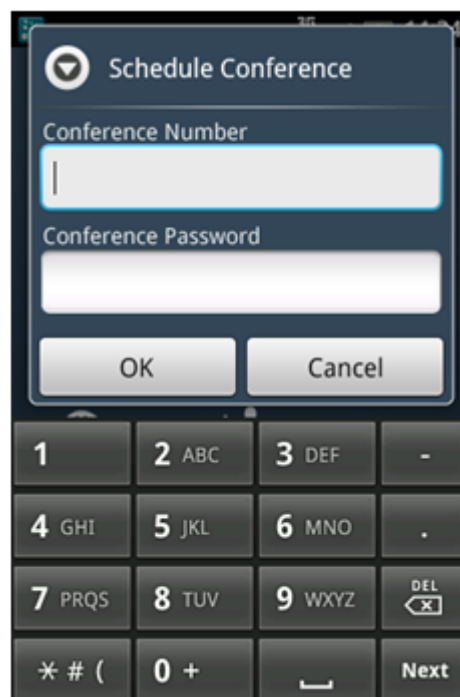 Schedule Conference
Conference Number
Conference Password
OK Cancel
1 2 ABC 3 DEF -
4 GHI 5 JKL 6 MNO .
7 PRQS 8 TUV 9 WXYZ DEL
* # ( 0 + Next